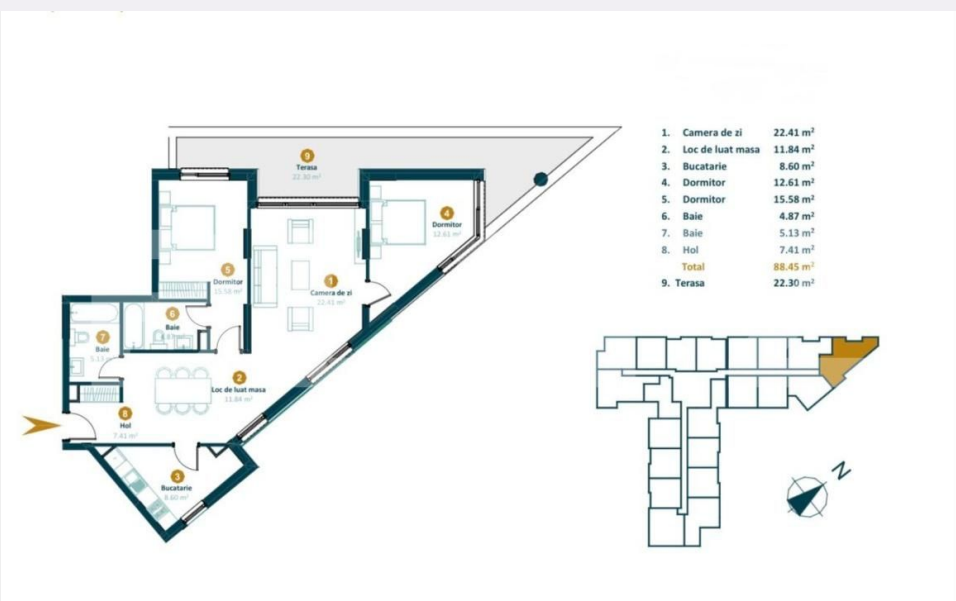 9
Terasa
22.30 m²
4
Dormitor
12.61 m²
5
Dormitor
15.58 m²
1
Camera de zi
22.41 m²
6
Baie
7
Baie
5.13 m²
2
Loc de luat masa
11.84 m²
8
Hol
7.41 m²
3
Bucatarie
8.60 m²
1. Camera de zi 22.41 m²
2. Loc de luat masa 11.84 m²
3. Bucatarie 8.60 m²
4. Dormitor 12.61 m²
5. Dormitor 15.58 m²
6. Baie 4.87 m²
7. Baie 5.13 m²
8. Hol 7.41 m²
Total 88.45 m²
9. Terasa 22.30 m²
N